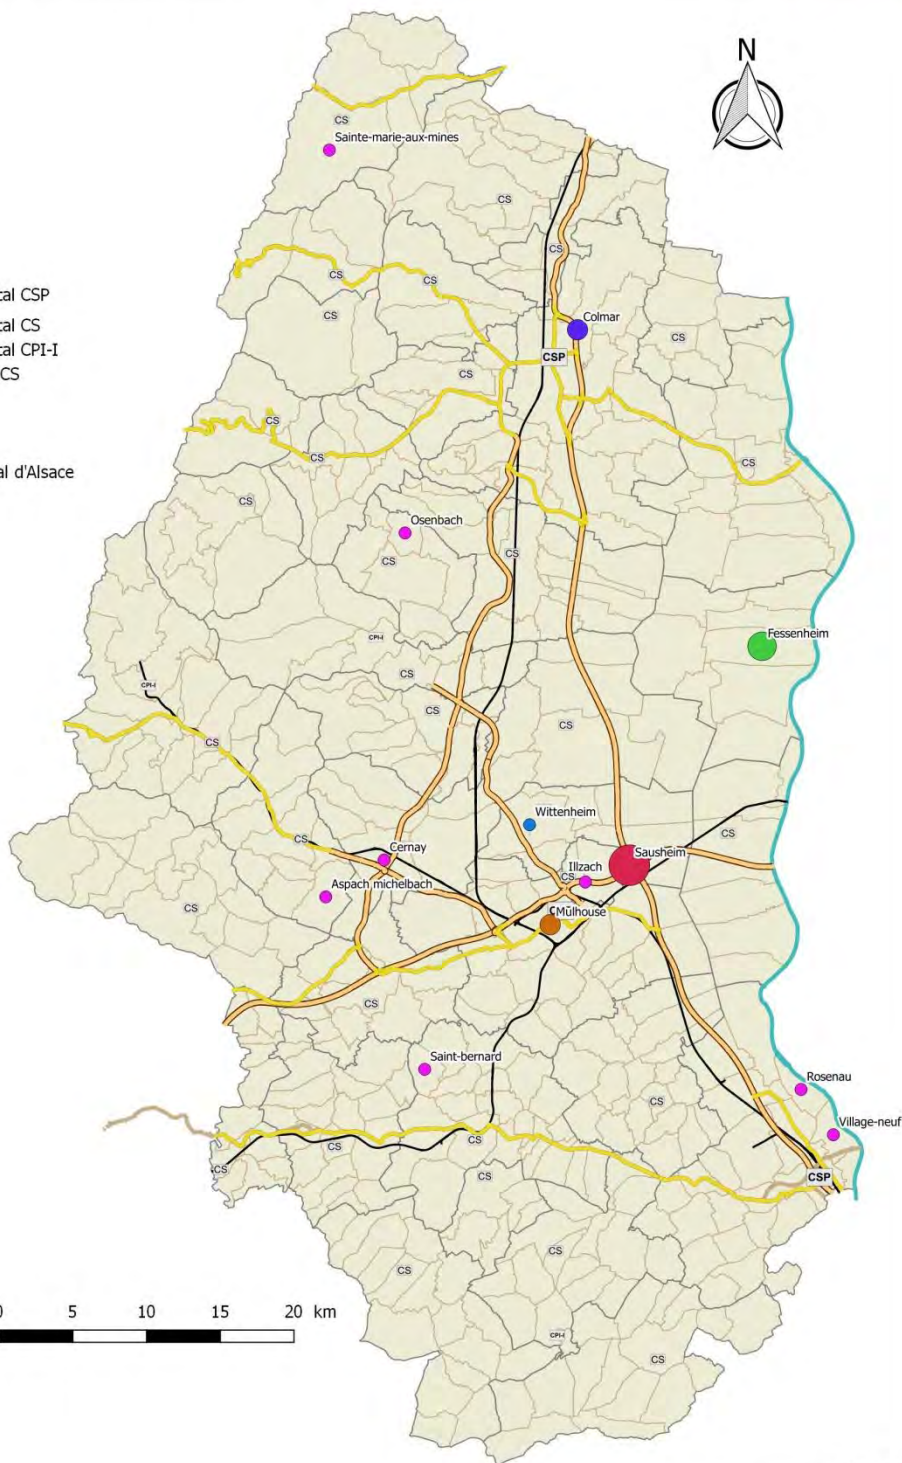 N
CS
Sainte-marie-aux-mines
CS
CS
CS
CS
tal CSP
tal CS
CS
Colmar
CS
tal CPI-I
CSP
CS
CS
CS
CS
CS
al d'Alsace
CS
Osenbach
CS
CS
Fessenheim
CPI-I
CS
CPI-I
CS
CS
CS
Wittenheim
CS
CS
Cernay
Sausheim
Illzach
CS
Aspach michelbach
CS
Mulhouse
CS
Saint-bernard
Rosenau
CS
Village-neuf
CS
CS
CS
CS
CSP
CS
CS
5 10 15 20 km
CPI-I
CS